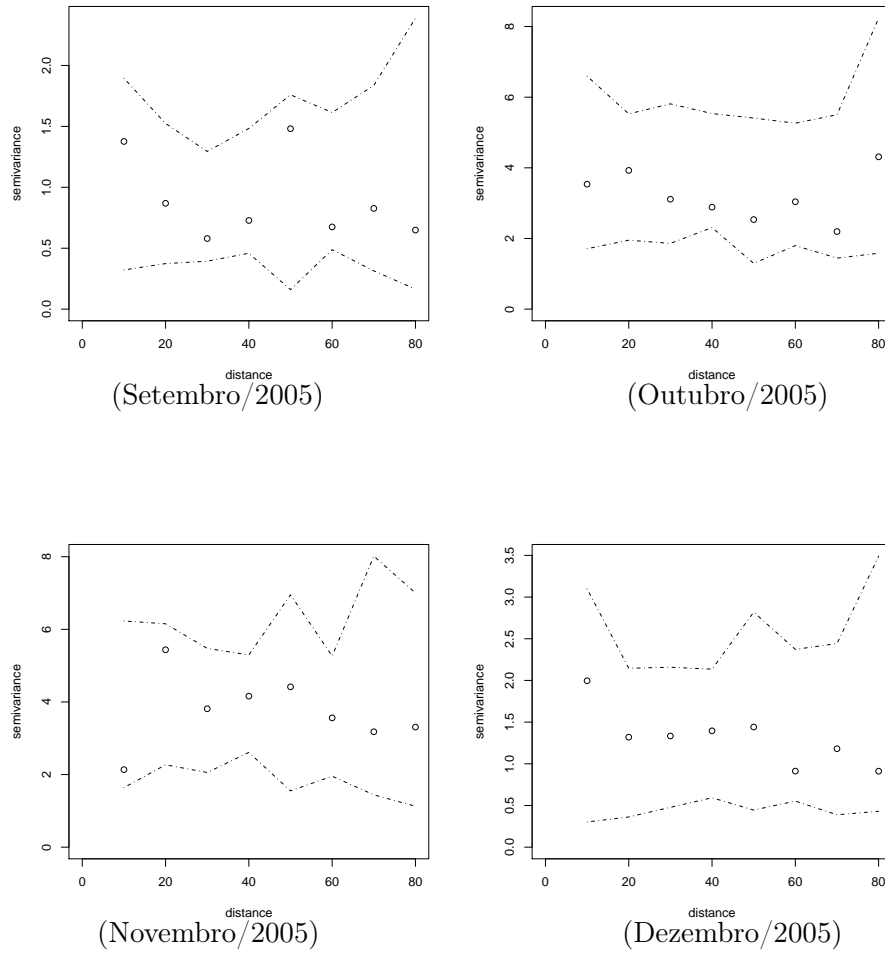 semivariance
0.0 0.5 1.0 1.5 2.0
0 20 40 60 80
distance
(Setembro/2005)
semivariance
0 2 4 6 8
0 20 40 60 80
distance
(Outubro/2005)
semivariance
0 2 4 6 8
0 20 40 60 80
distance
(Novembro/2005)
semivariance
0.0 0.5 1.0 1.5 2.0 2.5 3.0 3.5
0 20 40 60 80
distance
(Dezembro/2005)